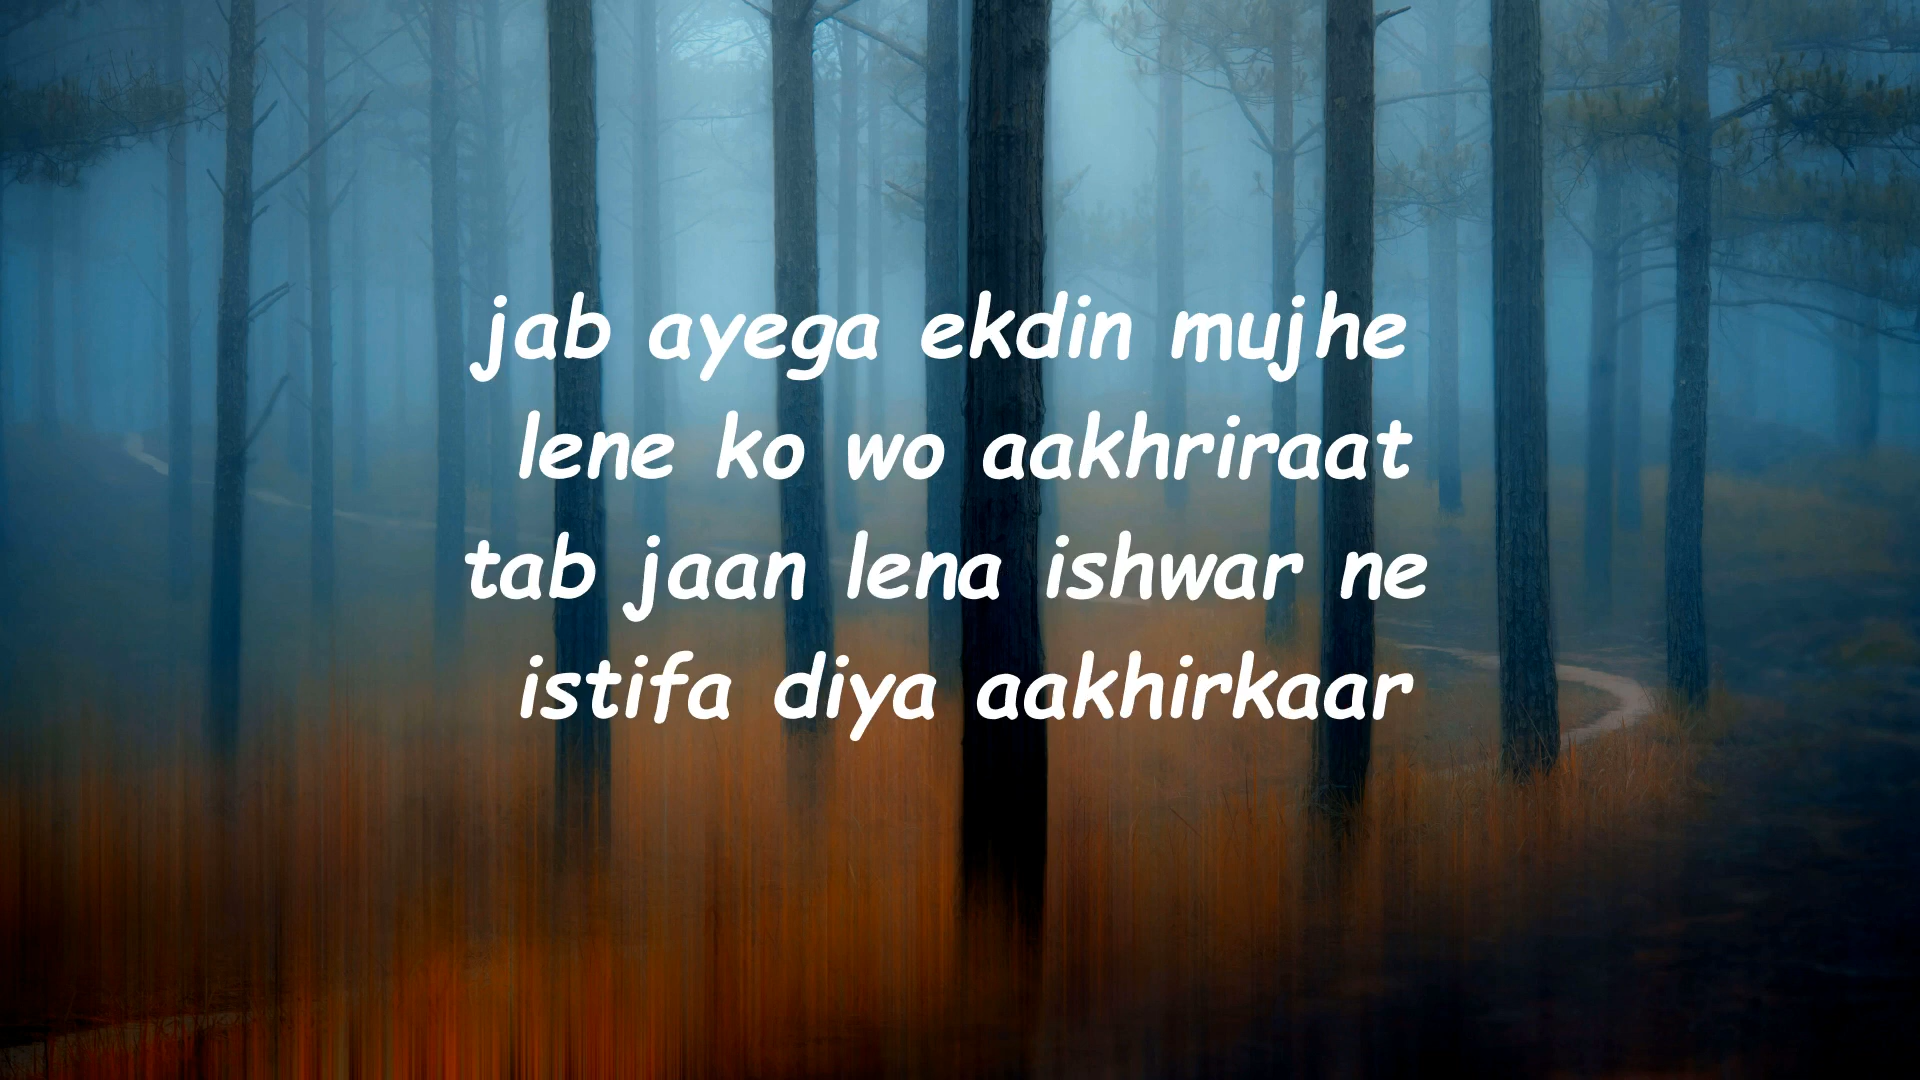 jab ayega ekdin mujhe
lene ko wo aakhriraat
tab jaan lena ishwar ne
istifa diya aakhirkaar